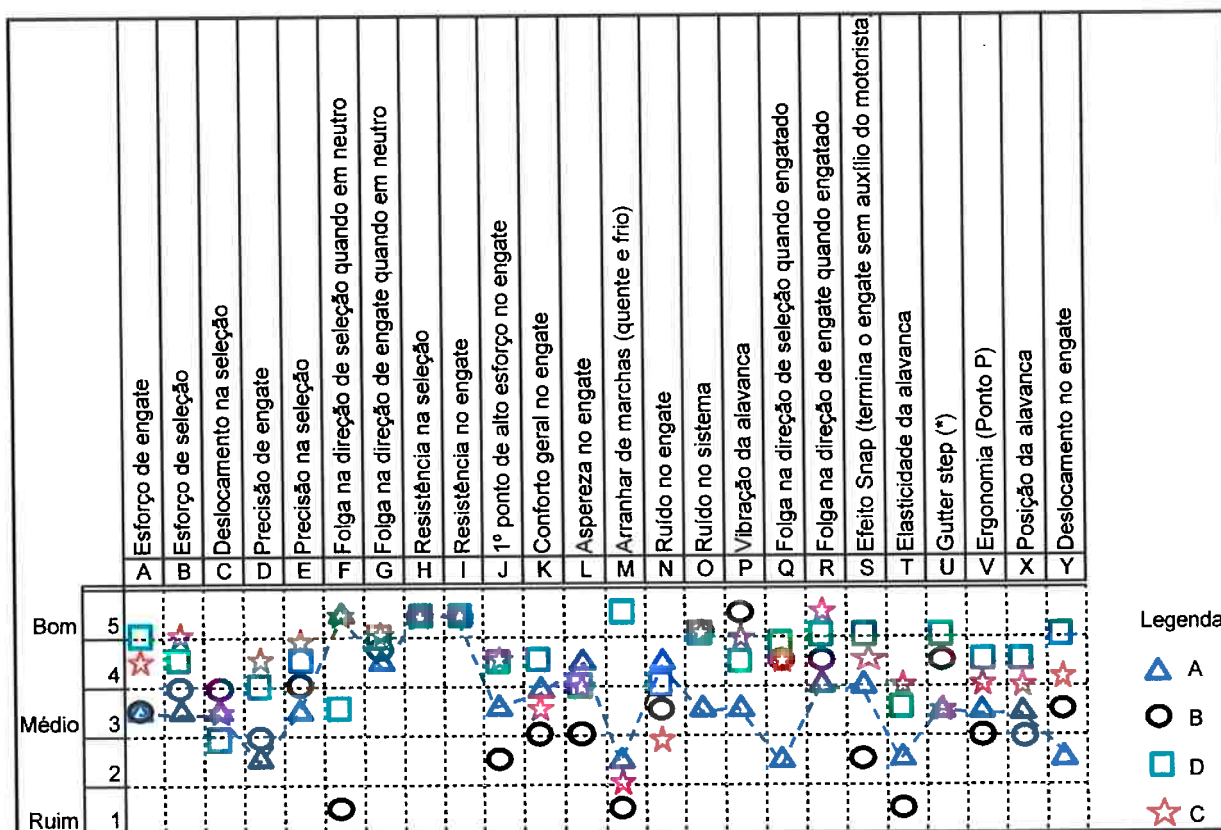 Esforço de engate
Esforço de seleção
Deslocamento na seleção
Precisão de engate
Precisão na seleção
Folga na direção de seleção quando em neutro
Folga na direção de engate quando em neutro
Resistência na seleção
Resistência no engate
1º ponto de alto esforço no engate
Conforto geral no engate
Aspereza no engate
Arranhar de marchas (quente e frio)
Ruído no engate
Ruído no sistema
Vibração da alavanca
Folga na direção de seleção quando engatado
Folga na direção de engate quando engatado
Efeito Snap (termina o engate sem auxílio do motorista
Elasticidade da alavanca
Gutter step (*)
Ergonomia (Ponto P)
Posição da alavanca
Deslocamento no engate
A B C D E F G H I J K L M N O P Q R S T U V X Y
Bom 5
4
Médio 3
2
Ruim 1
Legenda
A
B
D
C